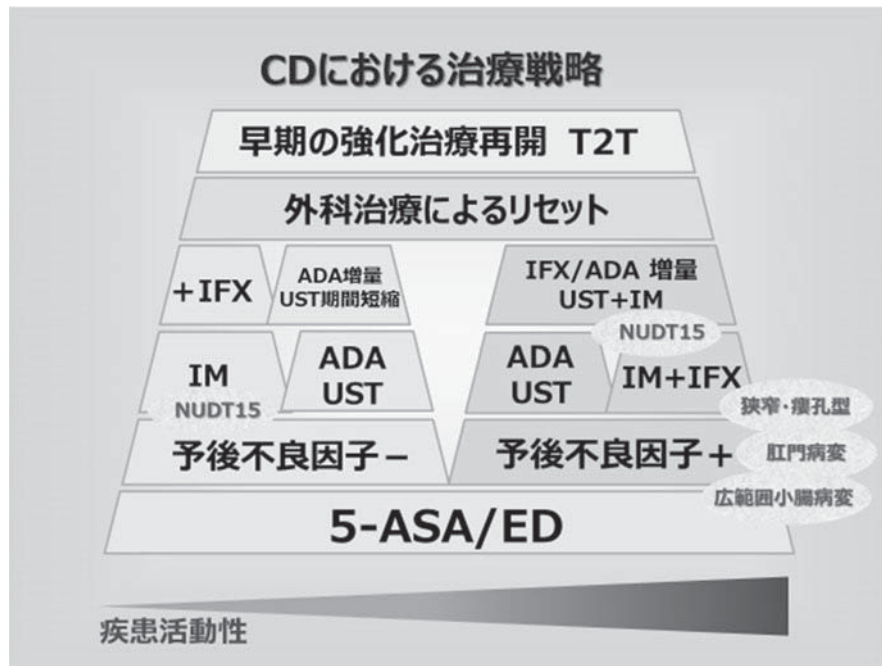 CDにおける治療戦略
早期の強化治療再開 T2T
外科治療によるリセット
+IFX
ADA増量
UST期間短縮
IFX/ADA 増量
UST+IM
NUDT15
IM
NUDT15
ADA
UST
ADA
UST
IM+IFX
狭窄・瘻孔型
予後不良因子−
予後不良因子+
肛門病変
広範囲小腸病変
5-ASA/ED
疾患活動性